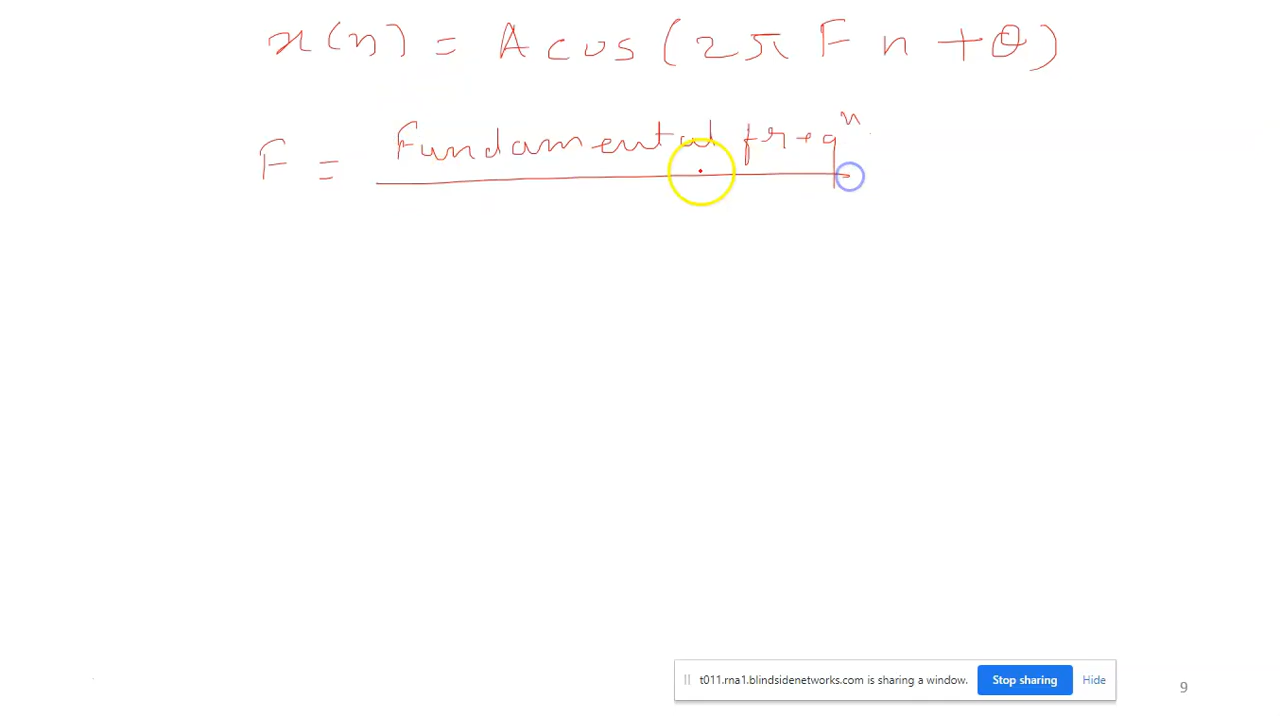 x(n) = A cos(2π F n + θ)
F = Fundamental freqⁿ
t011.rna1.blindsidenetworks.com is sharing a window. Stop sharing Hide
9